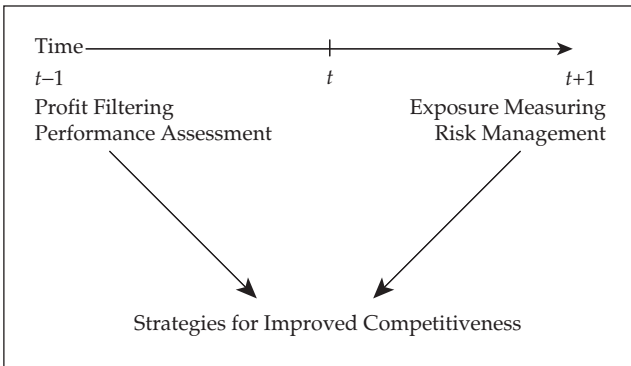 Time
t–1 t t+1
Profit Filtering Exposure Measuring
Performance Assessment Risk Management
Strategies for Improved Competitiveness